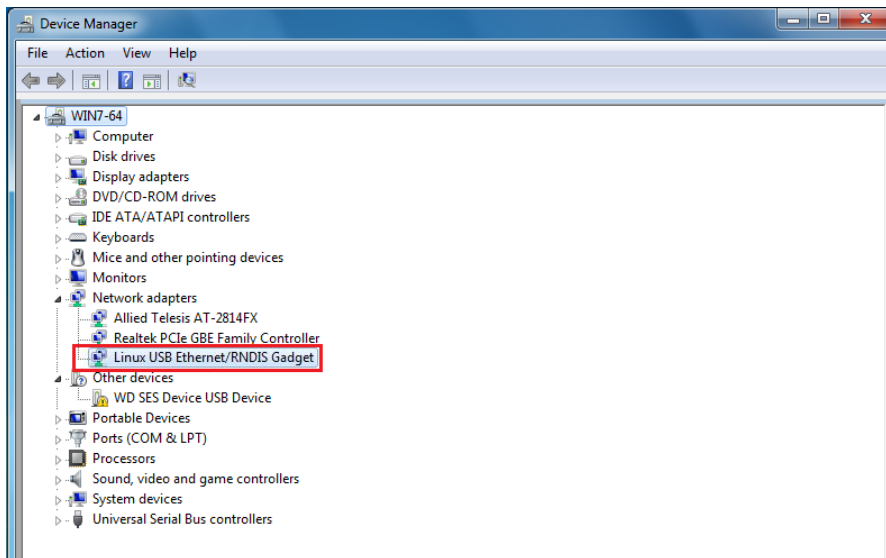 Device Manager
File Action View Help
WIN7-64
Computer
Disk drives
Display adapters
DVD/CD-ROM drives
IDE ATA/ATAPI controllers
Keyboards
Mice and other pointing devices
Monitors
Network adapters
Allied Telesis AT-2814FX
Realtek PCIe GBE Family Controller
Linux USB Ethernet/RNDIS Gadget
Other devices
WD SES Device USB Device
Portable Devices
Ports (COM & LPT)
Processors
Sound, video and game controllers
System devices
Universal Serial Bus controllers